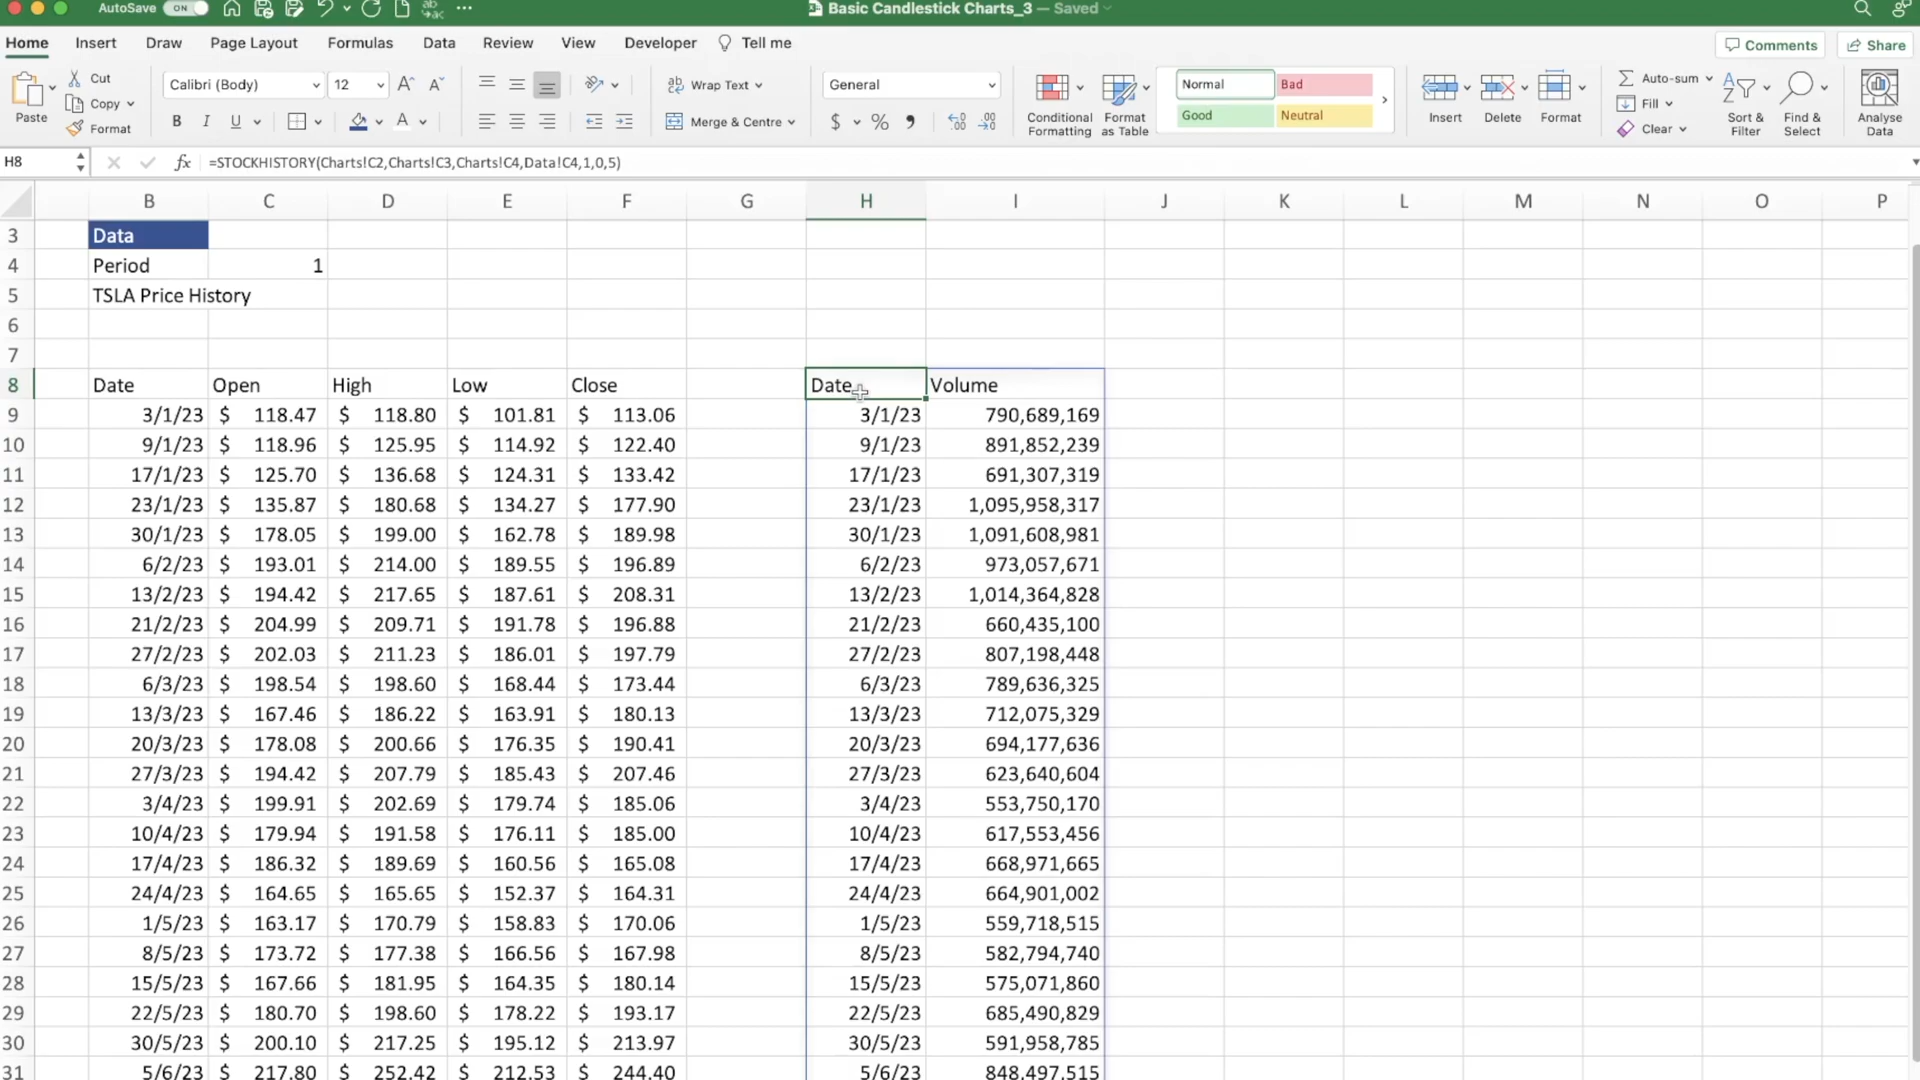 AutoSave ON Basic Candlestick Charts_3 — Saved
Home Insert Draw Page Layout Formulas Data Review View Developer Tell me Comments Share
Paste Cut Copy Format Calibri (Body) 12 Wrap Text Merge & Centre General Conditional Formatting Format as Table Normal Bad Good Neutral Insert Delete Format Auto-sum Fill Clear Sort & Filter Find & Select Analyse Data
H8 fx =STOCKHISTORY(Charts!C2,Charts!C3,Charts!C4,Data!C4,1,0,5)
B C D E F G H I J K L M N O P
3 Data
4 Period 1
5 TSLA Price History
6
7
8 Date Open High Low Close Date Volume
9 3/1/23 $ 118.47 $ 118.80 $ 101.81 $ 113.06 3/1/23 790,689,169
10 9/1/23 $ 118.96 $ 125.95 $ 114.92 $ 122.40 9/1/23 891,852,239
11 17/1/23 $ 125.70 $ 136.68 $ 124.31 $ 133.42 17/1/23 691,307,319
12 23/1/23 $ 135.87 $ 180.68 $ 134.27 $ 177.90 23/1/23 1,095,958,317
13 30/1/23 $ 178.05 $ 199.00 $ 162.78 $ 189.98 30/1/23 1,091,608,981
14 6/2/23 $ 193.01 $ 214.00 $ 189.55 $ 196.89 6/2/23 973,057,671
15 13/2/23 $ 194.42 $ 217.65 $ 187.61 $ 208.31 13/2/23 1,014,364,828
16 21/2/23 $ 204.99 $ 209.71 $ 191.78 $ 196.88 21/2/23 660,435,100
17 27/2/23 $ 202.03 $ 211.23 $ 186.01 $ 197.79 27/2/23 807,198,448
18 6/3/23 $ 198.54 $ 198.60 $ 168.44 $ 173.44 6/3/23 789,636,325
19 13/3/23 $ 167.46 $ 186.22 $ 163.91 $ 180.13 13/3/23 712,075,329
20 20/3/23 $ 178.08 $ 200.66 $ 176.35 $ 190.41 20/3/23 694,177,636
21 27/3/23 $ 194.42 $ 207.79 $ 185.43 $ 207.46 27/3/23 623,640,604
22 3/4/23 $ 199.91 $ 202.69 $ 179.74 $ 185.06 3/4/23 553,750,170
23 10/4/23 $ 179.94 $ 191.58 $ 176.11 $ 185.00 10/4/23 617,553,456
24 17/4/23 $ 186.32 $ 189.69 $ 160.56 $ 165.08 17/4/23 668,971,665
25 24/4/23 $ 164.65 $ 165.65 $ 152.37 $ 164.31 24/4/23 664,901,002
26 1/5/23 $ 163.17 $ 170.79 $ 158.83 $ 170.06 1/5/23 559,718,515
27 8/5/23 $ 173.72 $ 177.38 $ 166.56 $ 167.98 8/5/23 582,794,740
28 15/5/23 $ 167.66 $ 181.95 $ 164.35 $ 180.14 15/5/23 575,071,860
29 22/5/23 $ 180.70 $ 198.60 $ 178.22 $ 193.17 22/5/23 685,490,829
30 30/5/23 $ 200.10 $ 217.25 $ 195.12 $ 213.97 30/5/23 591,958,785
31 5/6/23 $ 217.80 $ 252.42 $ 212.53 $ 244.40 5/6/23 848,497,515